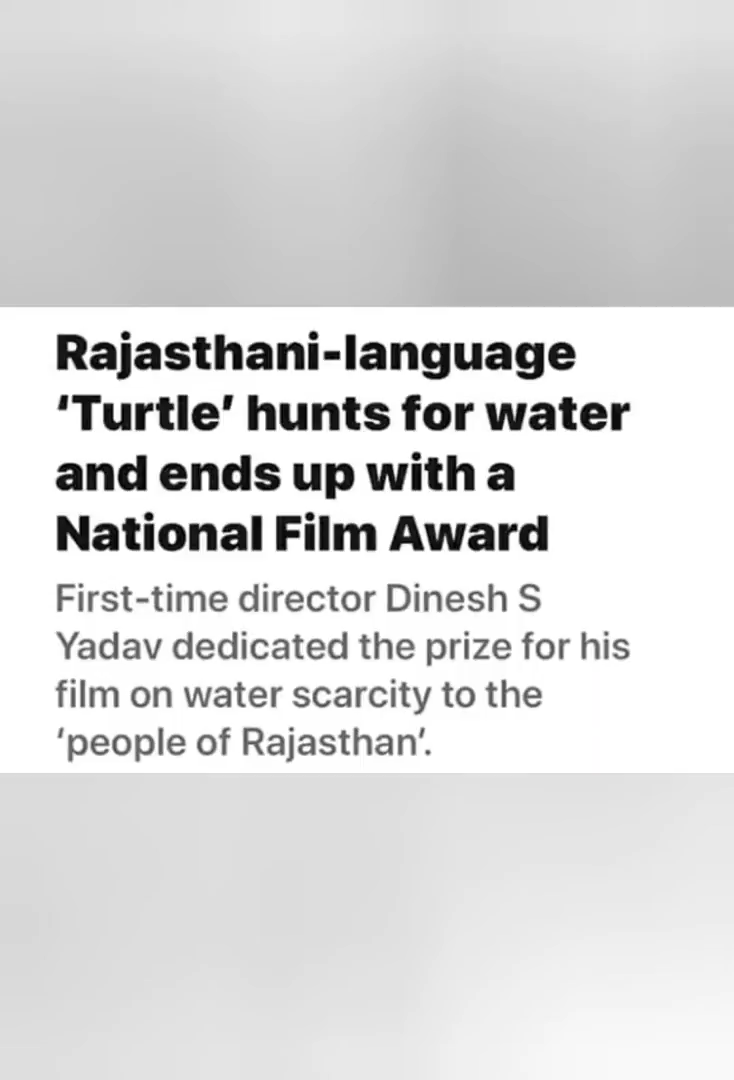 Rajasthani-language
‘Turtle’ hunts for water
and ends up with a
National Film Award
First-time director Dinesh S
Yadav dedicated the prize for his
film on water scarcity to the
‘people of Rajasthan’.